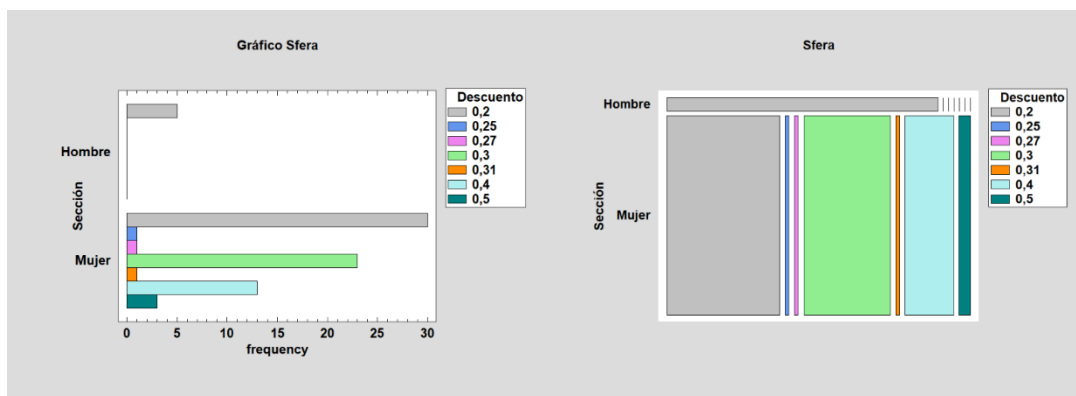 Gráfico Sfera
Descuento
0,2
0,25
0,27
0,3
0,31
0,4
0,5
Hombre
Sección
Mujer
0 5 10 15 20 25 30
frequency
Sfera
Descuento
0,2
0,25
0,27
0,3
0,31
0,4
0,5
Hombre
Sección
Mujer